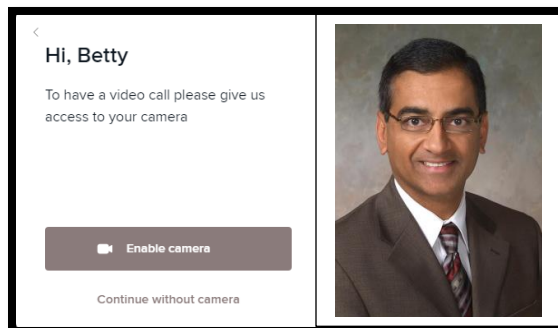 Hi, Betty
To have a video call please give us
access to your camera
Enable camera
Continue without camera